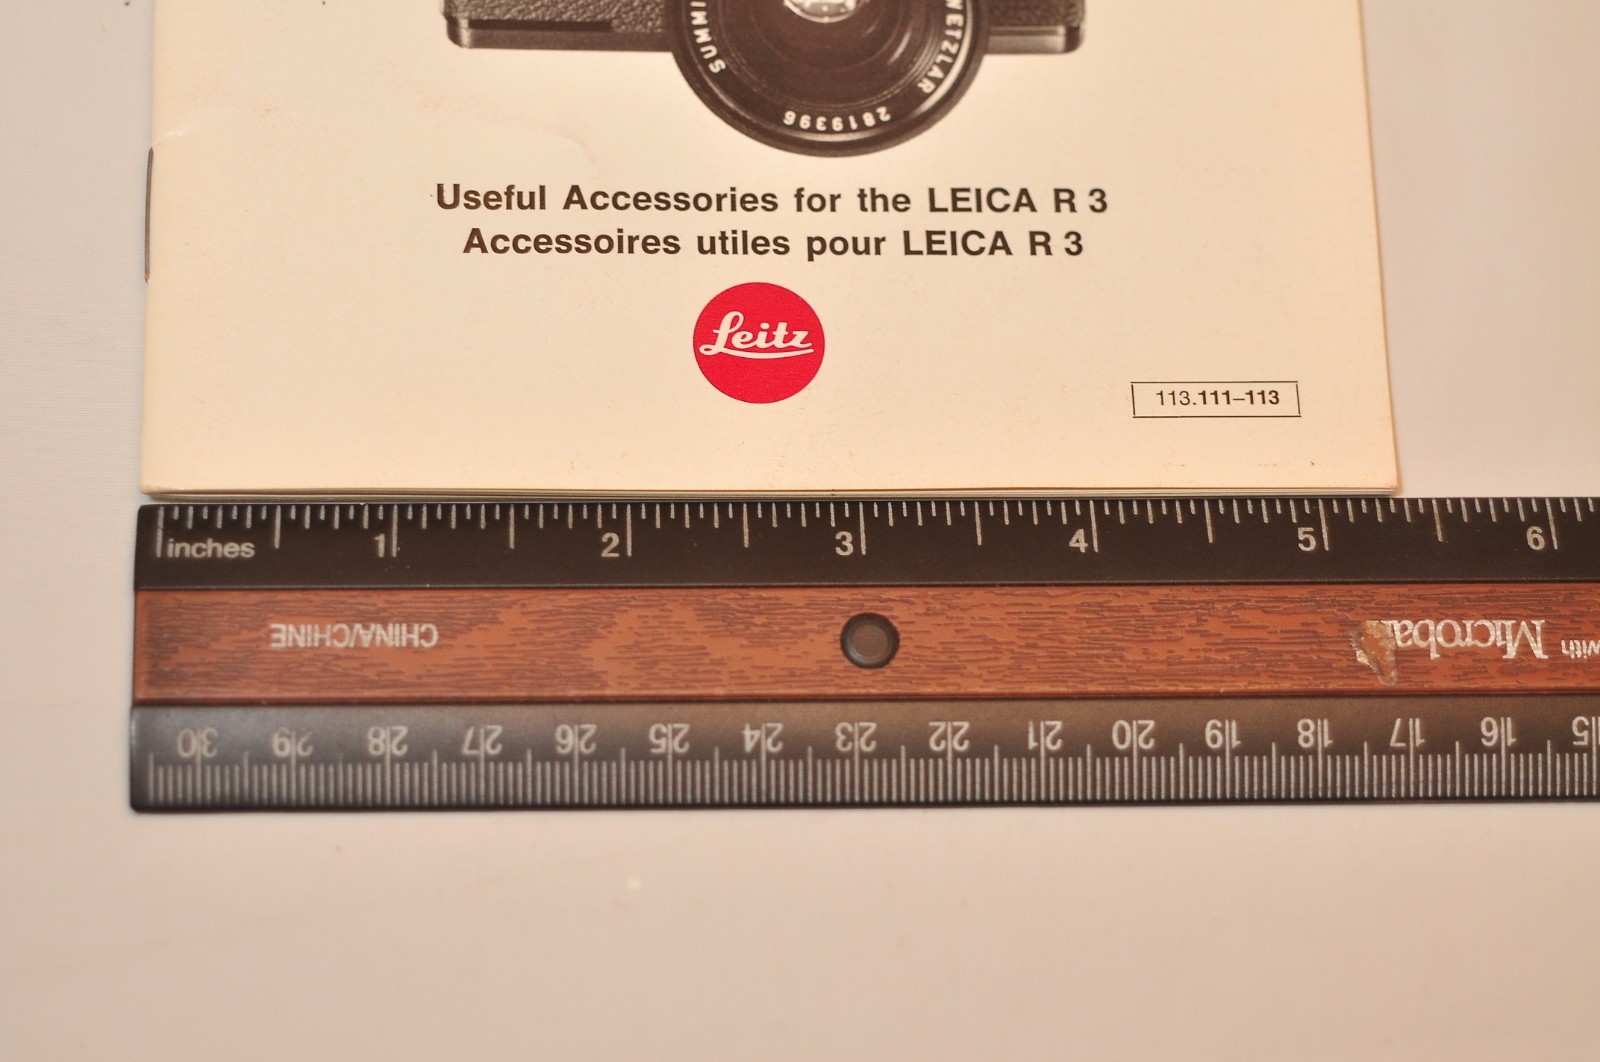 SUMMI
WETZLAR
2819396
Useful Accessories for the LEICA R 3
Accessoires utiles pour LEICA R 3
Leitz
113.111–113
inches 1 2 3 4 5 6
CHINA/CHINE
with Microba
30 29 28 27 26 25 24 23 22 21 20 19 18 17 16 15